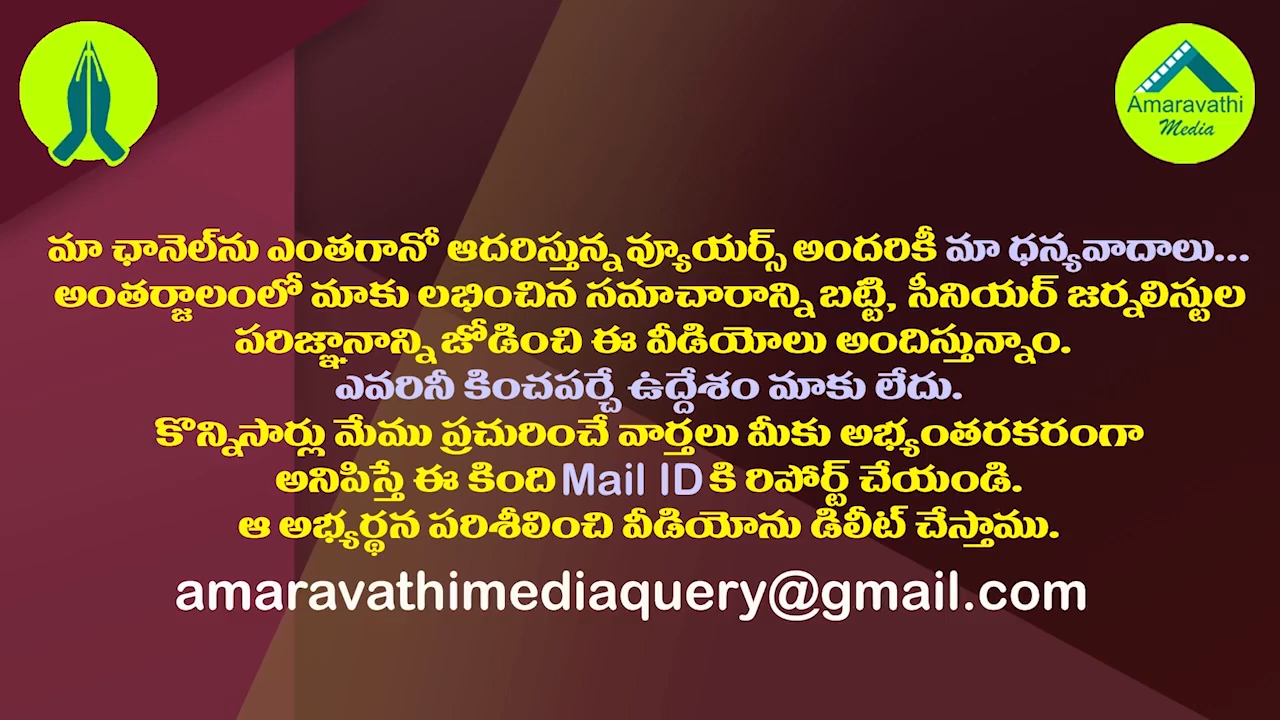 Amaravathi
Media
మా ఛానెల్‌ను ఎంతగానో ఆదరిస్తున్న వ్యూయర్స్ అందరికీ మా ధన్యవాదాలు...
అంతర్జాలంలో మాకు లభించిన సమాచారాన్ని బట్టి, సీనియర్ జర్నలిస్టుల
పరిజ్ఞానాన్ని జోడించి ఈ వీడియోలు అందిస్తున్నాం.
ఎవరినీ కించపర్చే ఉద్దేశం మాకు లేదు.
కొన్నిసార్లు మేము ప్రచురించే వార్తలు మీకు అభ్యంతరకరంగా
అనిపిస్తే ఈ కింది Mail ID కి రిపోర్ట్ చేయండి.
ఆ అభ్యర్థన పరిశీలించి వీడియోను డిలీట్ చేస్తాము.
amaravathimediaquery@gmail.com